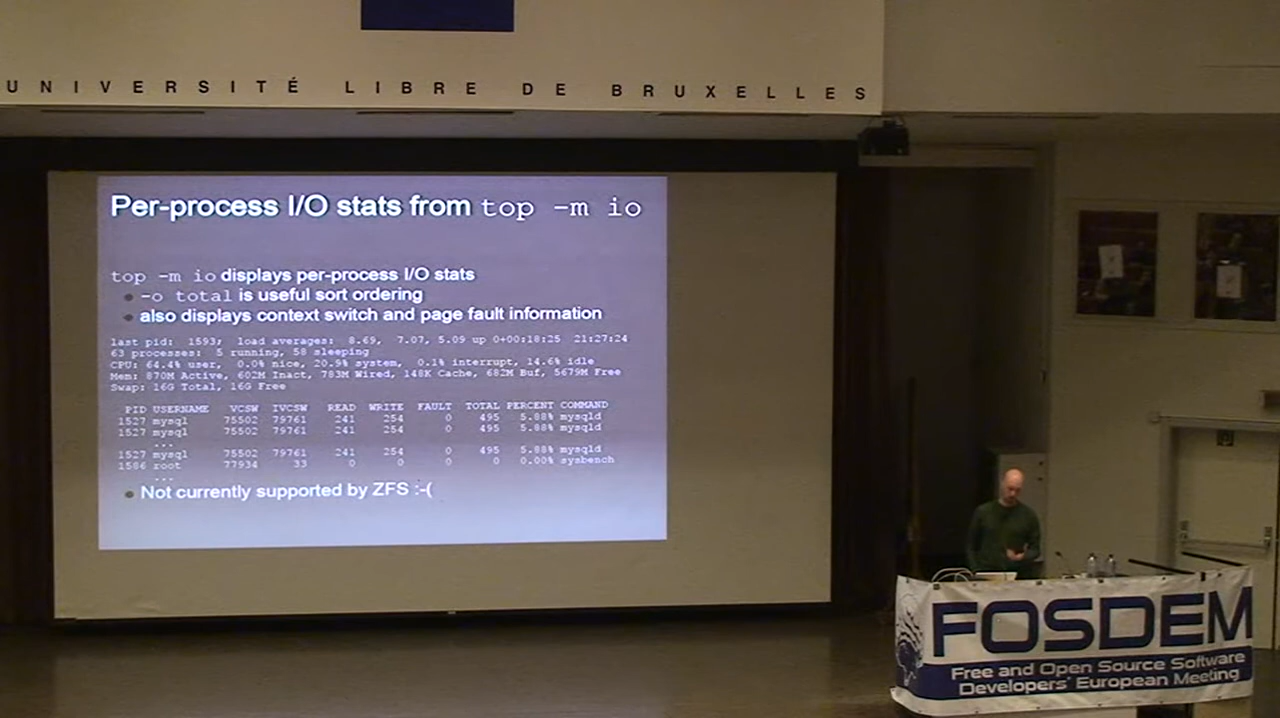 UNIVERSITÉ LIBRE DE BRUXELLES
Per-process I/O stats from top -m io
top -m io displays per-process I/O stats
-o total is useful sort ordering
also displays context switch and page fault information
last pid: 1593; load averages: 8.69, 7.07, 5.09 up 0+00:18:25 21:27:24
63 processes: 5 running, 58 sleeping
CPU: 64.4% user, 0.0% nice, 20.9% system, 0.1% interrupt, 14.6% idle
Mem: 870M Active, 602M Inact, 783M Wired, 148K Cache, 682M Buf, 5679M Free
Swap: 16G Total, 16G Free
PID USERNAME VCSW IVCSW READ WRITE FAULT TOTAL PERCENT COMMAND
1527 mysql 75502 79761 241 254 0 495 5.88% mysqld
1527 mysql 75502 79761 241 254 0 495 5.88% mysqld
...
1527 mysql 75502 79761 241 254 0 495 5.88% mysqld
1586 root 77934 33 0 0 0 0 0.00% sysbench
...
Not currently supported by ZFS :-(
FOSDEM
Free and Open Source Software
Developers' European Meeting